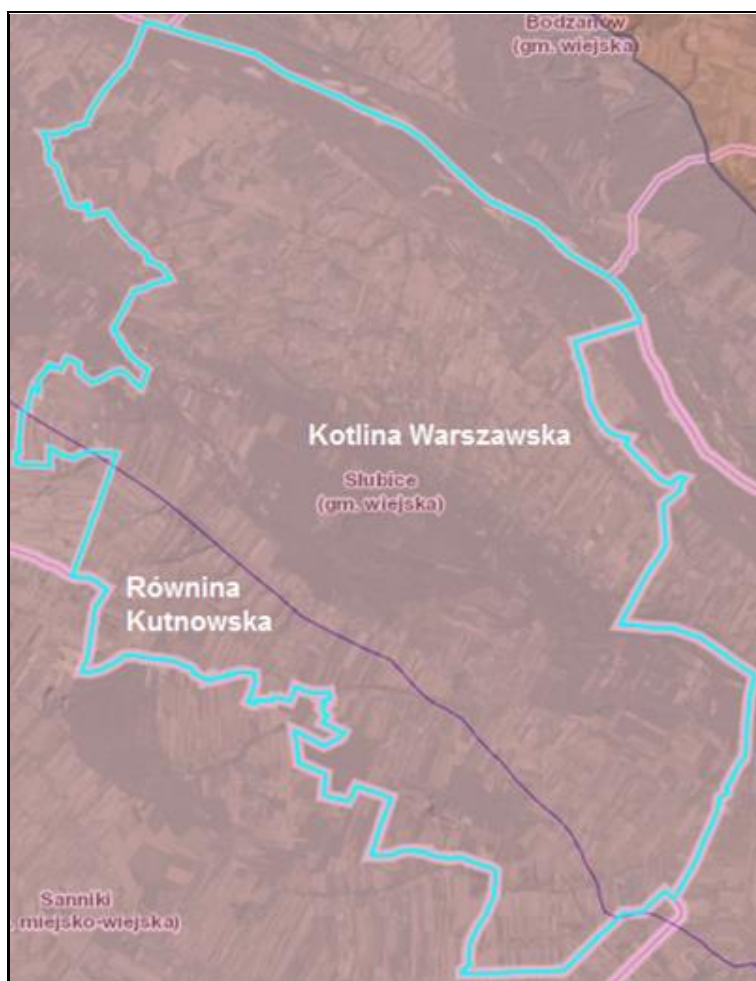 Bodzanów
(gm. wiejska)
Kotlina Warszawska
Słubice
(gm. wiejska)
Równina
Kutnowska
Sanniki
. miejsko-wiejska)